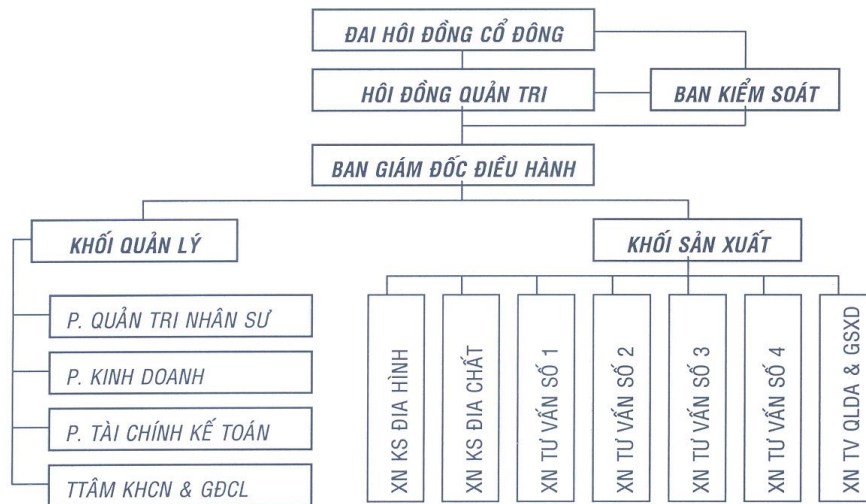 ĐAI HÔI ĐỒNG CỔ ĐÔNG
HÔI ĐỒNG QUẢN TRI
BAN KIỂM SOÁT
BAN GIÁM ĐỐC ĐIỀU HÀNH
KHỐI QUẢN LÝ
KHỐI SẢN XUẤT
P. QUẢN TRI NHÂN SƯ
P. KINH DOANH
P. TÀI CHÍNH KẾ TOÁN
TTÂM KHCN & GĐCL
XN KS ĐIA HÌNH
XN KS ĐIA CHẤT
XN TƯ VẤN SỐ 1
XN TƯ VẤN SỐ 2
XN TƯ VẤN SỐ 3
XN TƯ VẤN SỐ 4
XN TV QLDA & GSXD